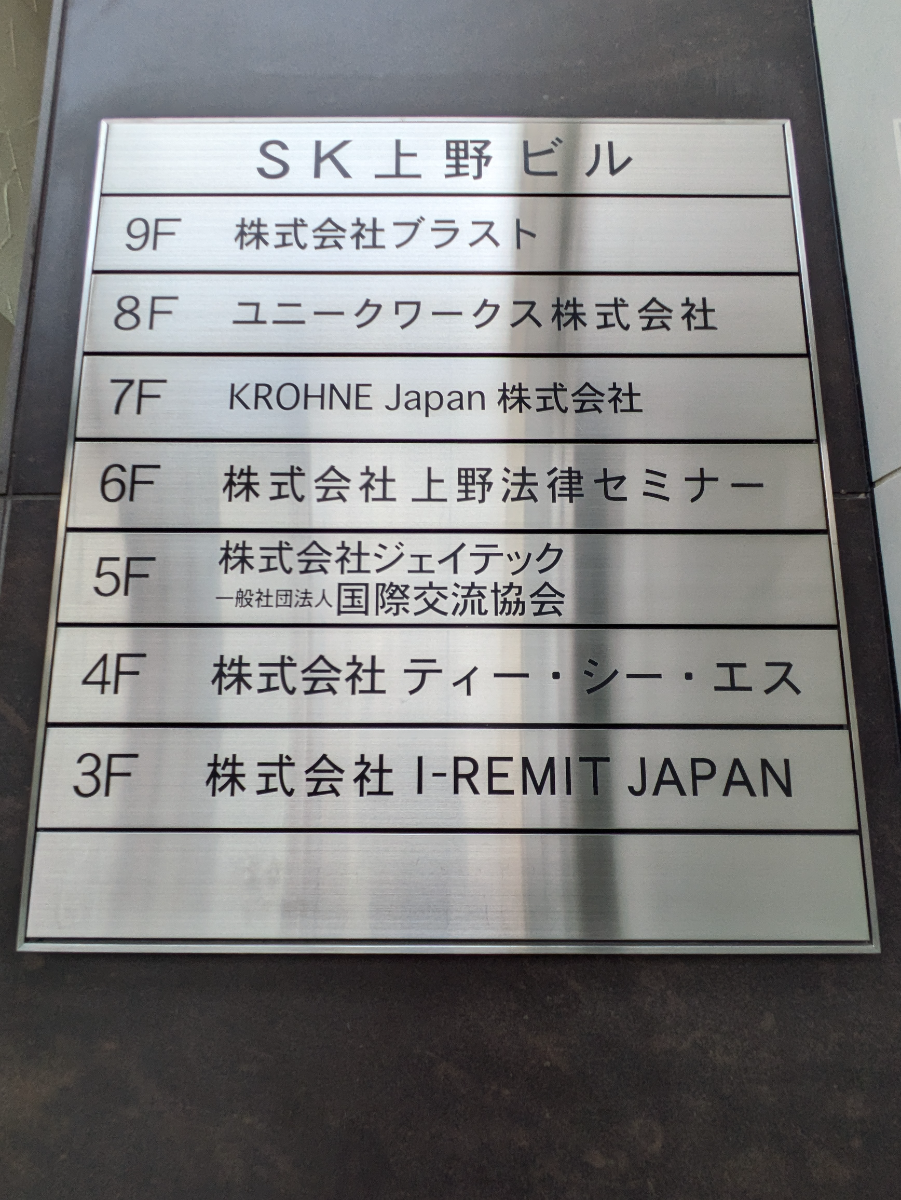 SK上野ビル
9F 株式会社ブラスト
8F ユニークワークス株式会社
7F KROHNE Japan 株式会社
6F 株式会社 上野法律セミナー
5F 株式会社ジェイテック
一般社団法人国際交流協会
4F 株式会社 ティー・シー・エス
3F 株式会社 I-REMIT JAPAN